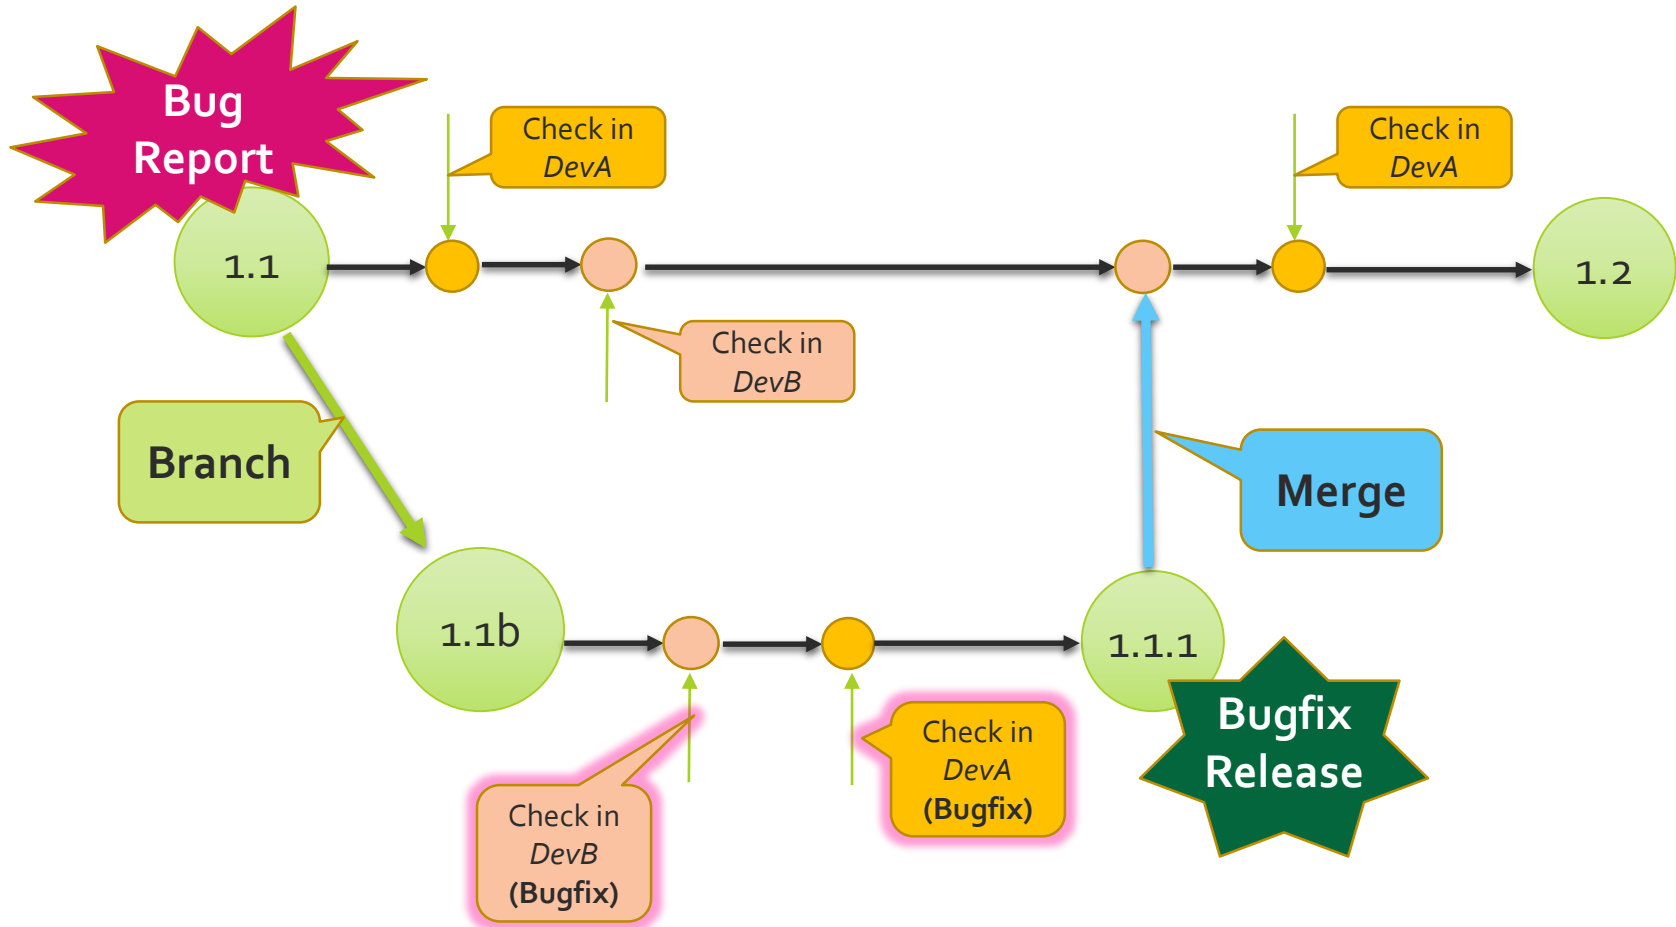 Bug
Report
Check in
DevA
Check in
DevA
1.1
1.2
Check in
DevB
Branch
Merge
1.1b
1.1.1
Bugfix
Release
Check in
DevA
(Bugfix)
Check in
DevB
(Bugfix)